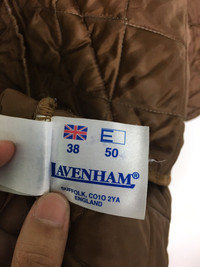 E
38 50
LAVENHAM®
SUFFOLK, CO10 2YA
ENGLAND